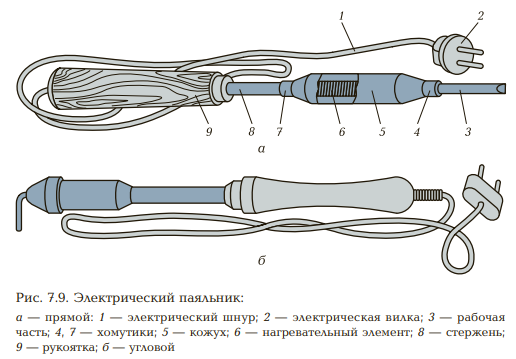 1
2
9
8
7
6
5
4
3
а
б
Рис. 7.9. Электрический паяльник:
а — прямой: 1 — электрический шнур; 2 — электрическая вилка; 3 — рабочая
часть; 4, 7 — хомутики; 5 — кожух; 6 — нагревательный элемент; 8 — стержень;
9 — рукоятка; б — угловой